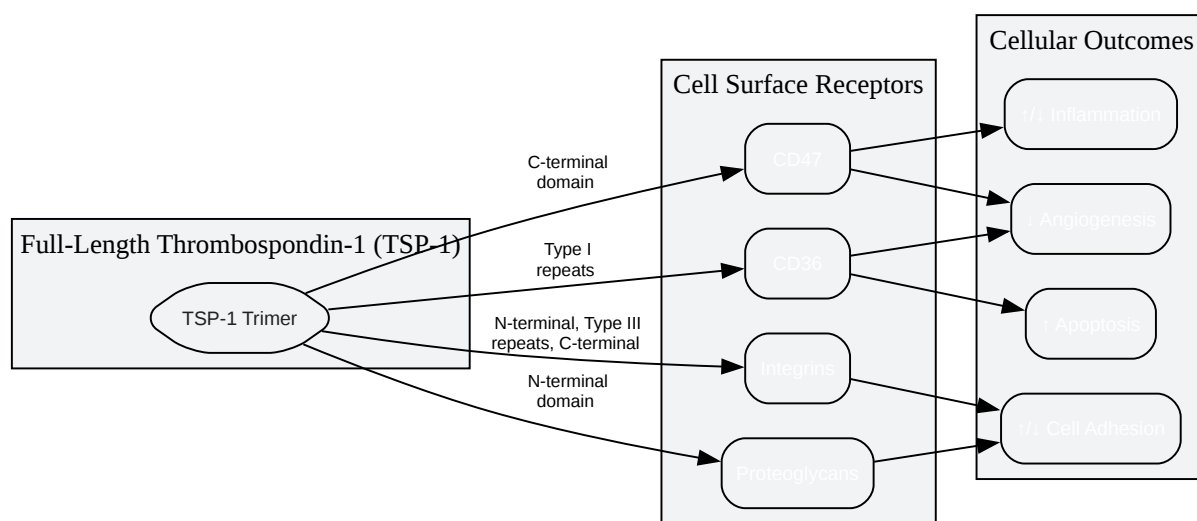 Cellular Outcomes
Cell Surface Receptors
↑/↓ Inflammation
CD47
C-terminal
domain
↓ Angiogenesis
Full-Length Thrombospondin-1 (TSP-1)
Type I
repeats
CD36
TSP-1 Trimer
↑ Apoptosis
N-terminal, Type III
repeats, C-terminal
Integrins
N-terminal
domain
↑/↓ Cell Adhesion
Proteoglycans